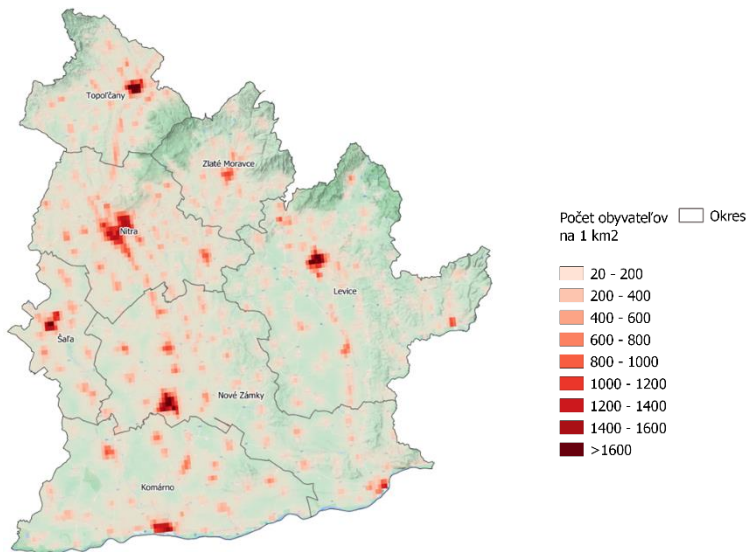 Topoľčany
Zlaté Moravce
Nitra
Levice
Šaľa
Nové Zámky
Komárno
Počet obyvateľov
na 1 km2
Okres
20 - 200
200 - 400
400 - 600
600 - 800
800 - 1000
1000 - 1200
1200 - 1400
1400 - 1600
>1600